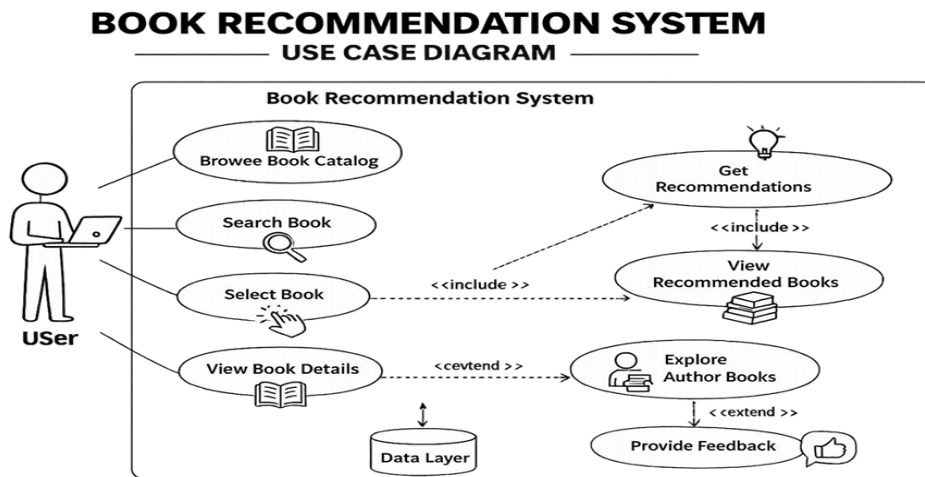 BOOK RECOMMENDATION SYSTEM
USE CASE DIAGRAM
Book Recommendation System
Browee Book Catalog
Search Book
Select Book
View Book Details
USer
<<include >>
<cevtend >>
Data Layer
Get
Recommendations
<<include >>
View
Recommended Books
Explore
Author Books
< <extend >>
Provide Feedback